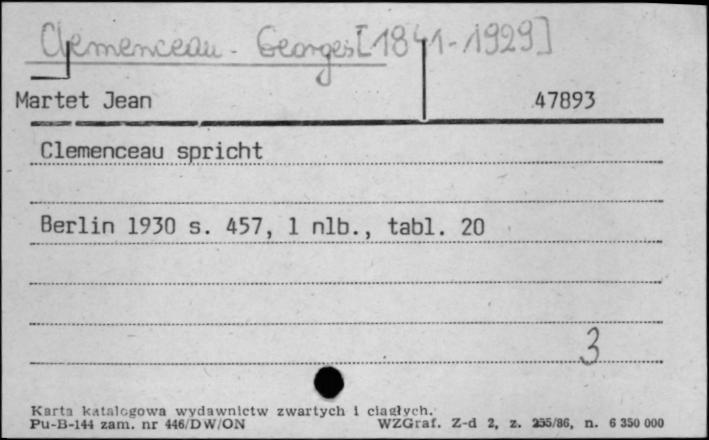 Clemenceau - Georges [1841-1929]
Martet Jean 47893
Clemenceau spricht
Berlin 1930 s. 457, 1 nlb., tabl. 20
3
Karta katalogowa wydawnictw zwartych i ciągłych.
Pu-B-144 zam. nr 446/DW/ON WZGraf. Z-d 2, z. 255/86, n. 6 350 000